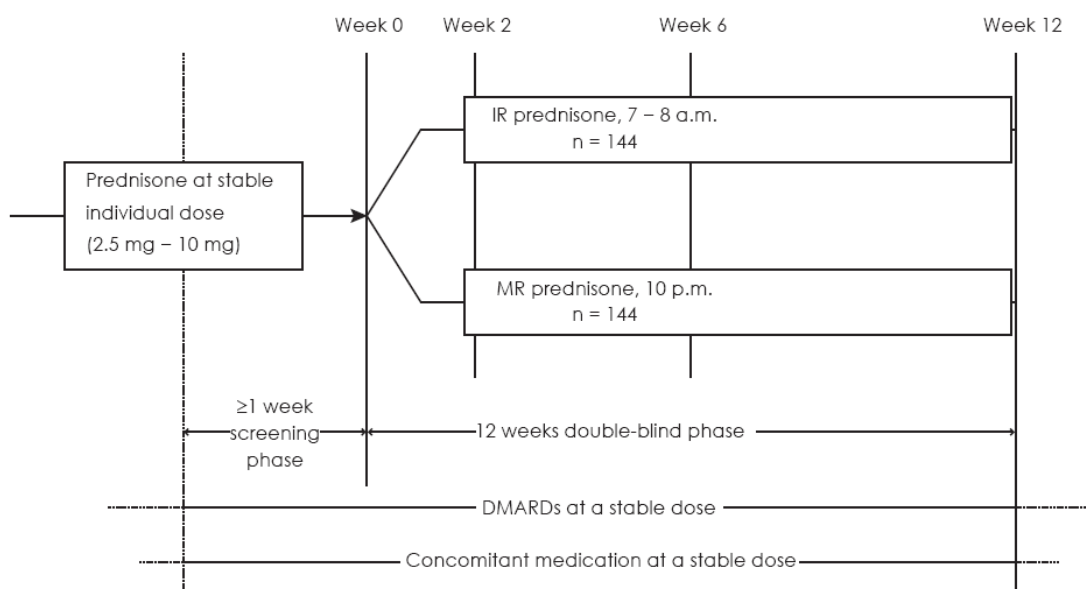 Week 0
Week 2
Week 6
Week 12
IR prednisone, 7 – 8 a.m.
n = 144
Prednisone at stable
individual dose
(2.5 mg – 10 mg)
MR prednisone, 10 p.m.
n = 144
≥1 week
screening
phase
12 weeks double-blind phase
DMARDs at a stable dose
Concomitant medication at a stable dose